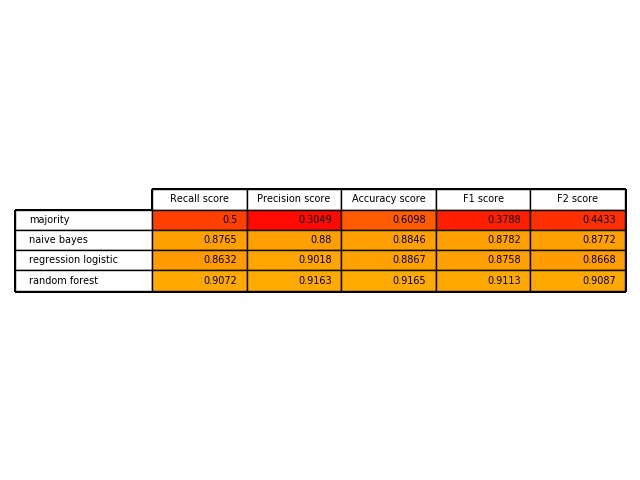 Recall score Precision score Accuracy score F1 score F2 score
majority 0.5 0.3049 0.6098 0.3788 0.4433
naive bayes 0.8765 0.88 0.8846 0.8782 0.8772
regression logistic 0.8632 0.9018 0.8867 0.8758 0.8668
random forest 0.9072 0.9163 0.9165 0.9113 0.9087